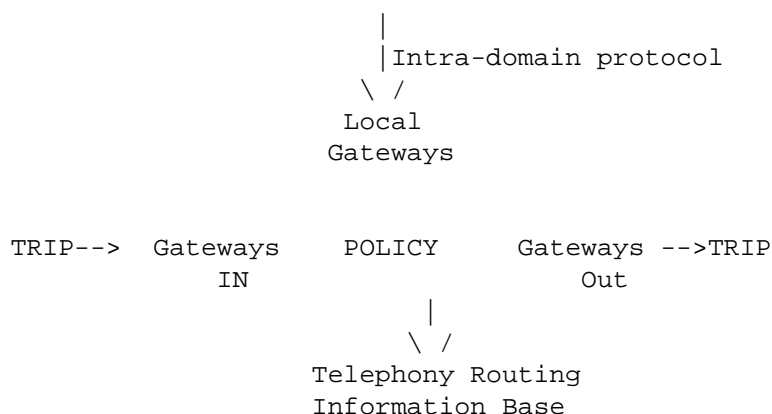 |
|Intra-domain protocol
\ /
Local
Gateways
TRIP--> Gateways POLICY Gateways -->TRIP
IN Out
|
\ /
Telephony Routing
Information Base